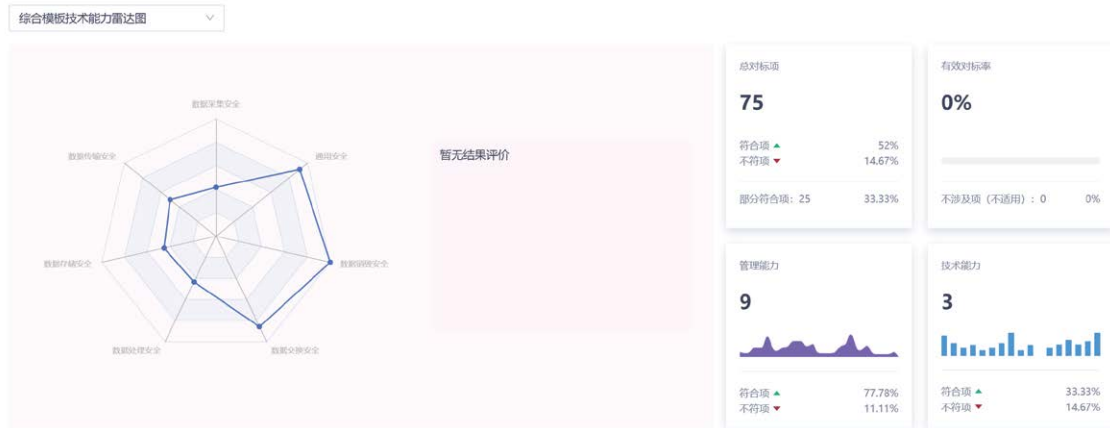 综合模板技术能力雷达图
数据采集安全
数据传输安全
通用安全
数据存储安全
数据销毁安全
数据处理安全
数据交换安全
暂无结果评价
总对标项
75
符合项 52%
不符项 14.67%
部分符合项：25 33.33%
有效对标率
0%
不涉及项（不适用）：0 0%
管理能力
9
符合项 77.78%
不符项 11.11%
技术能力
3
符合项 33.33%
不符项 14.67%